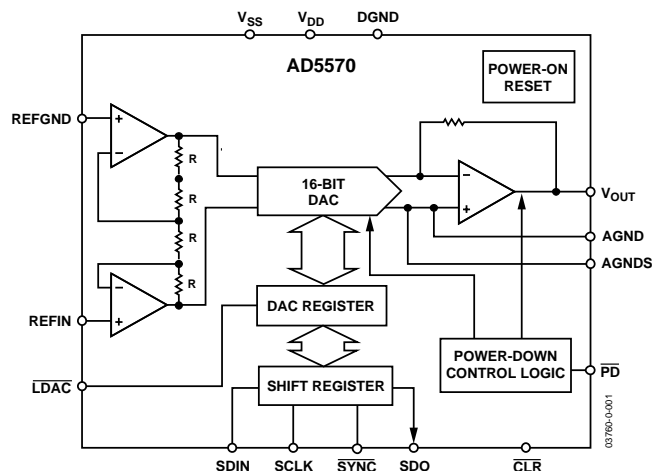 VSS
VDD
DGND
AD5570
POWER-ON
RESET
REFGND
R
R
R
R
16-BIT
DAC
VOUT
AGND
AGNDS
DAC REGISTER
REFIN
LDAC
SHIFT REGISTER
POWER-DOWN
CONTROL LOGIC
PD
SDIN
SCLK
SYNC
SDO
CLR
03760-0-001